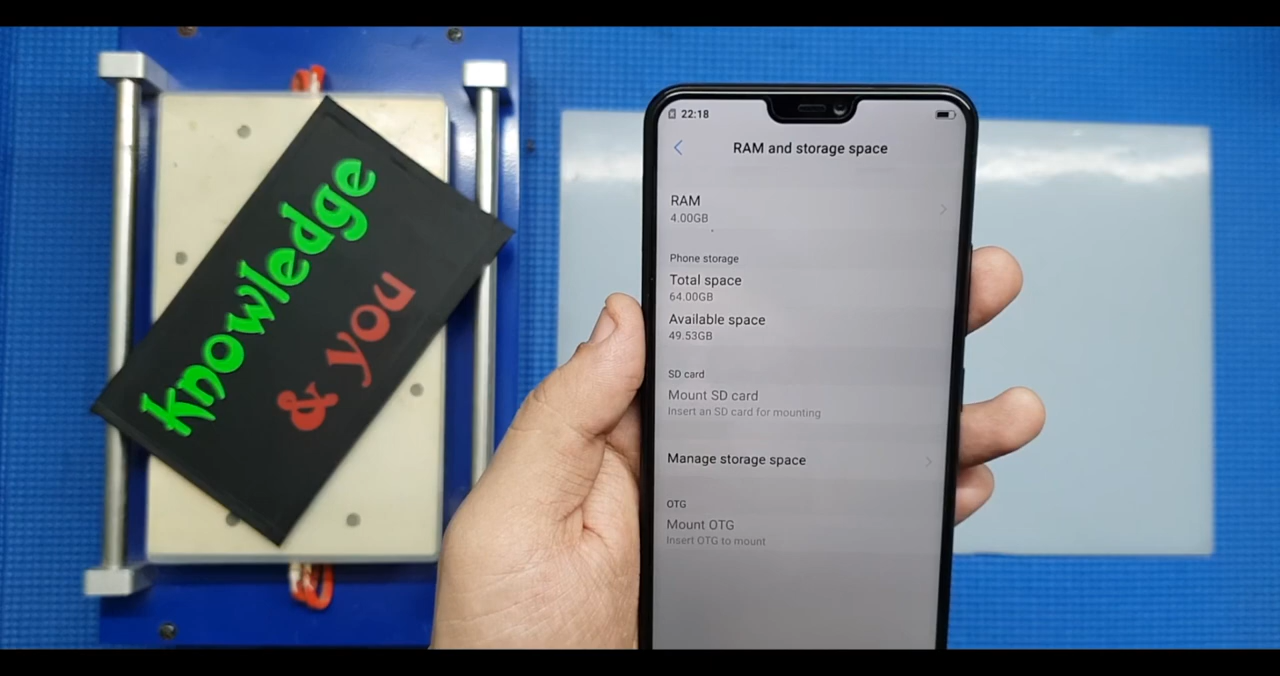 knowledge
& you
22:18
RAM and storage space
RAM
4.00GB
Phone storage
Total space
64.00GB
Available space
49.53GB
SD card
Mount SD card
Insert an SD card for mounting
Manage storage space
OTG
Mount OTG
Insert OTG to mount